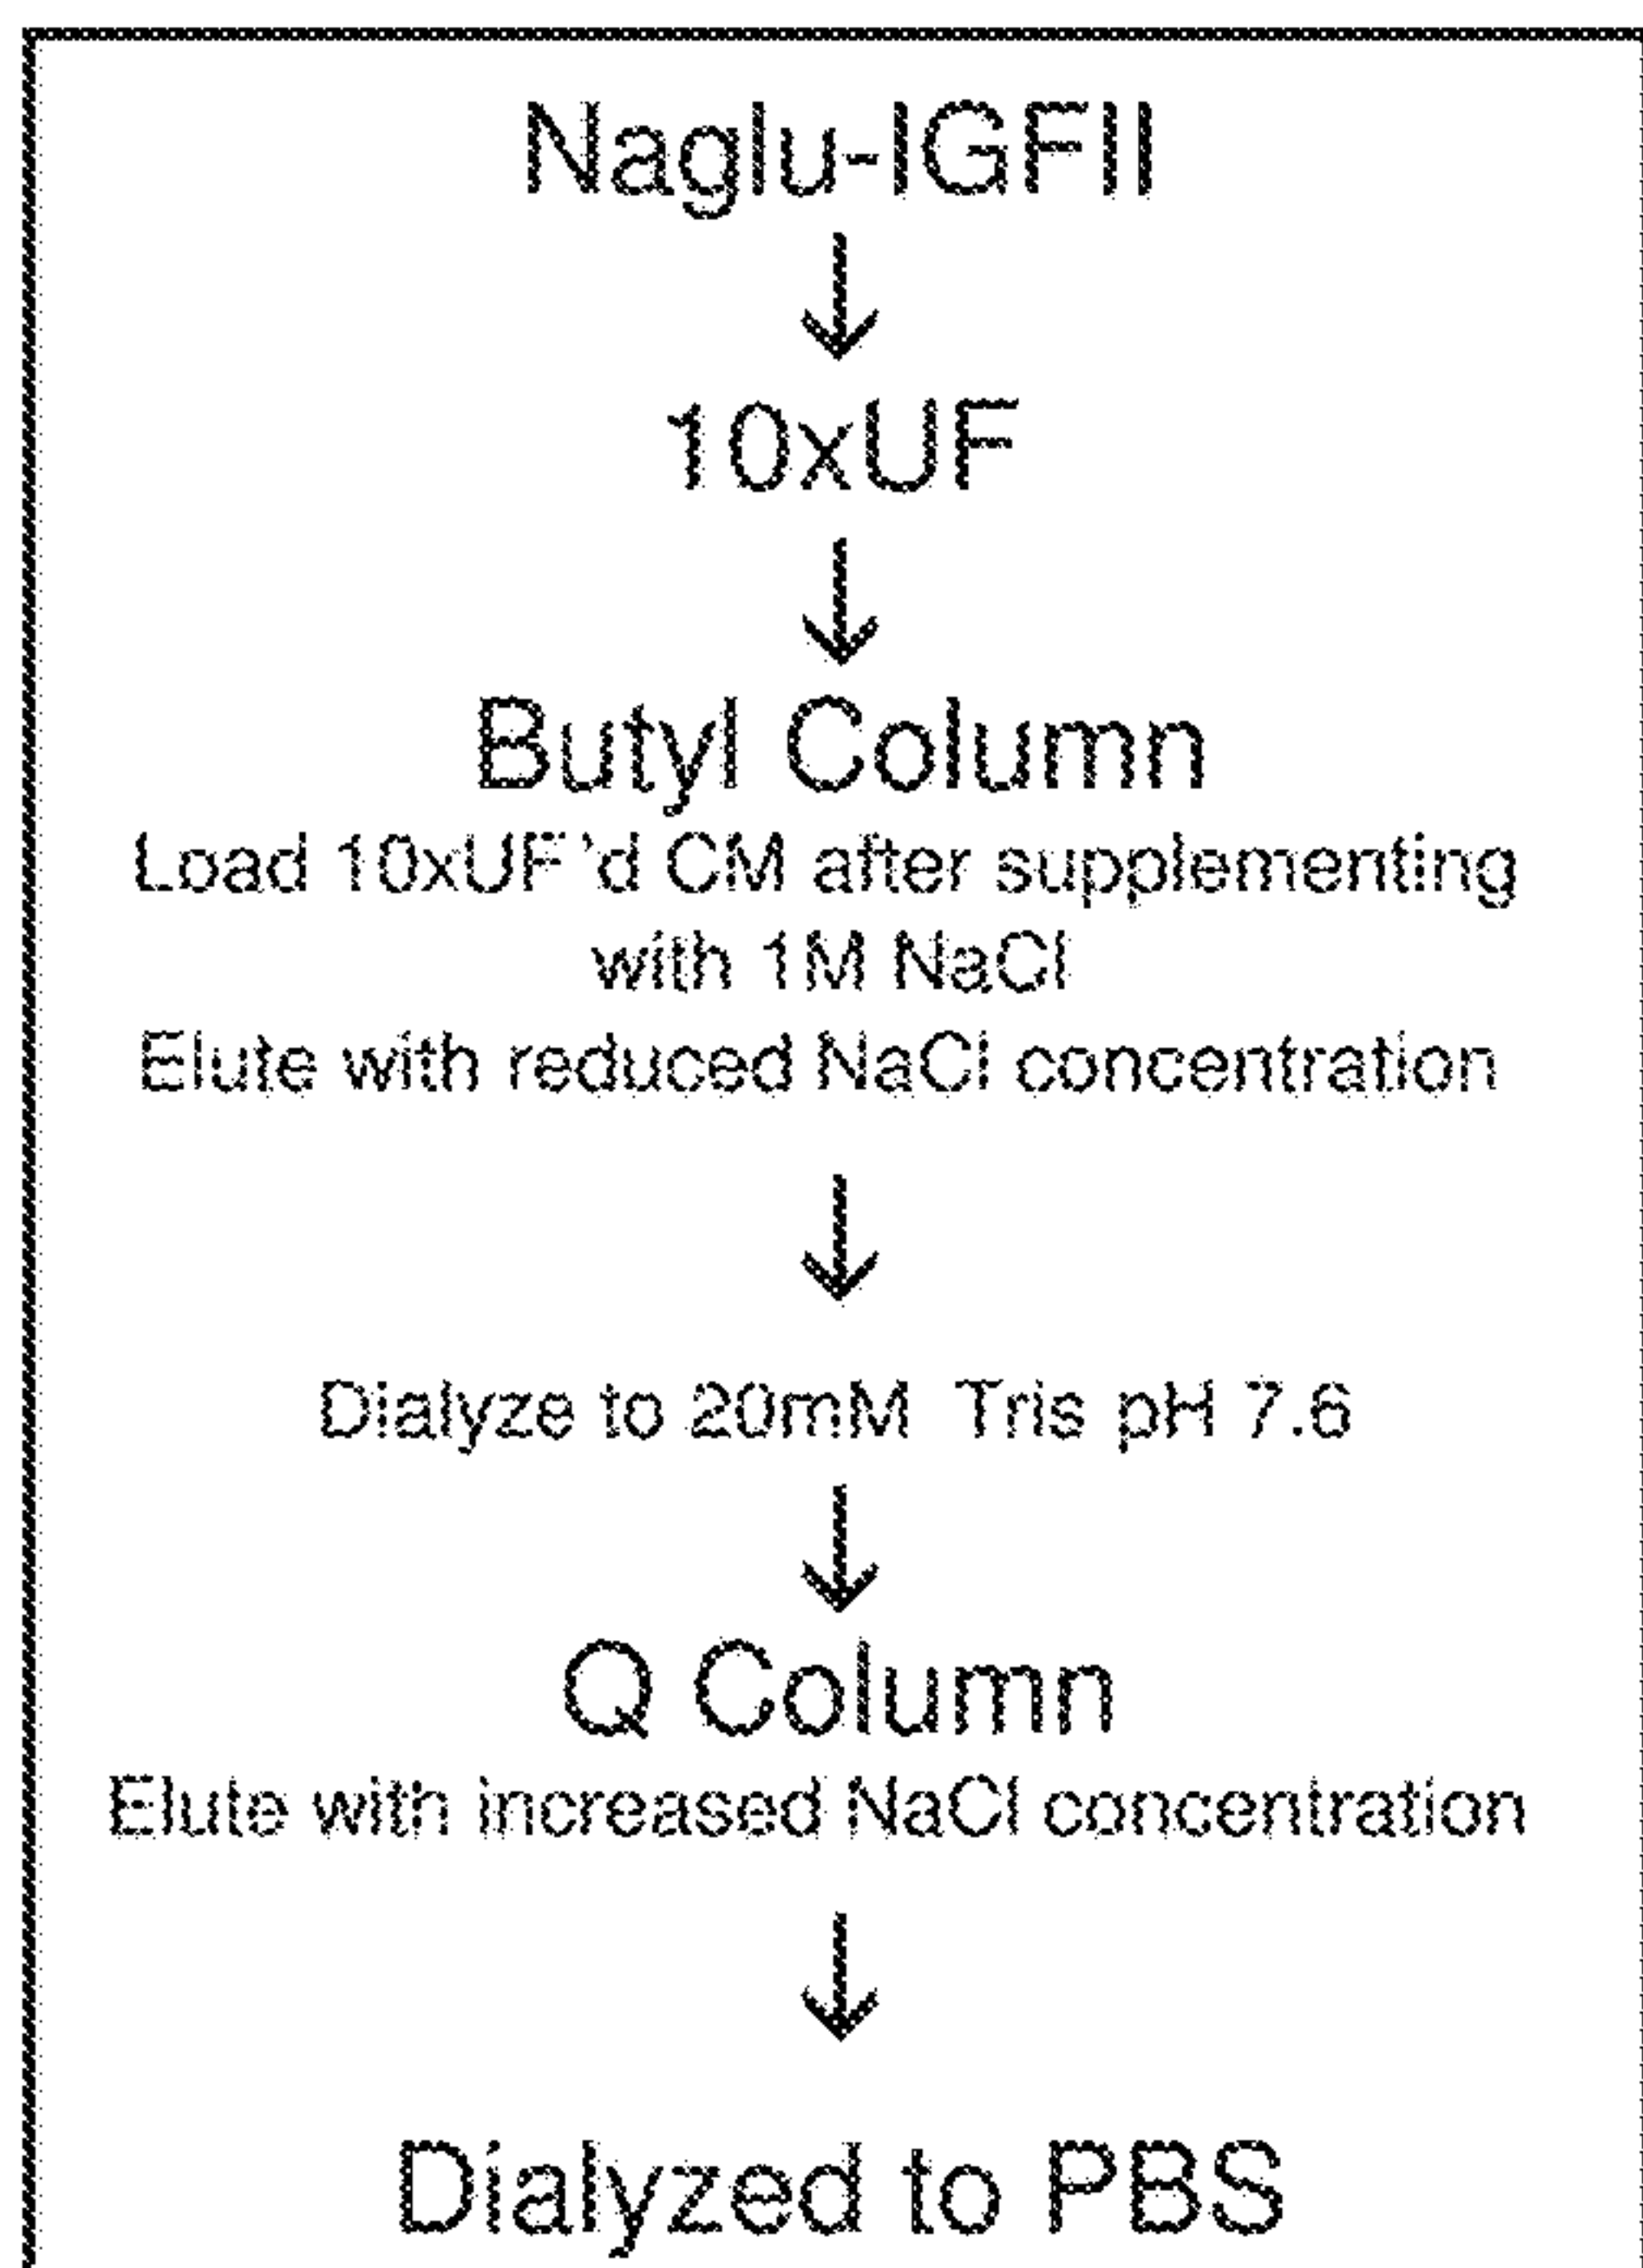 Naglu-IGFII
↓
10xUF
↓
Butyl Column
Load 10xUF'd CM after supplementing
with 1M NaCl
Elute with reduced NaCl concentration
↓
Dialyze to 20mM Tris pH 7.6
↓
Q Column
Elute with increased NaCl concentration
↓
Dialyzed to PBS